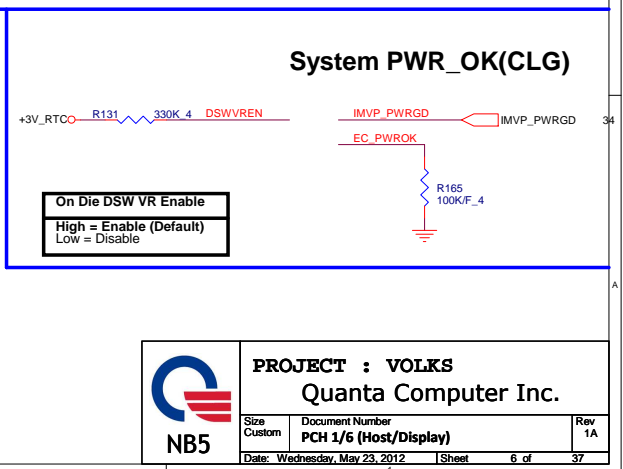 System PWR_OK(CLG)
+3V_RTC R131 330K_4 DSWVREN IMVP_PWRGD IMVP_PWRGD 34
EC_PWROK
R165
100K/F_4
On Die DSW VR Enable
High = Enable (Default)
Low = Disable
A
PROJECT : VOLKS
Quanta Computer Inc.
NB5
Size Document Number Rev
Custom PCH 1/6 (Host/Display) 1A
Date: Wednesday, May 23, 2012 Sheet 6 of 37
1